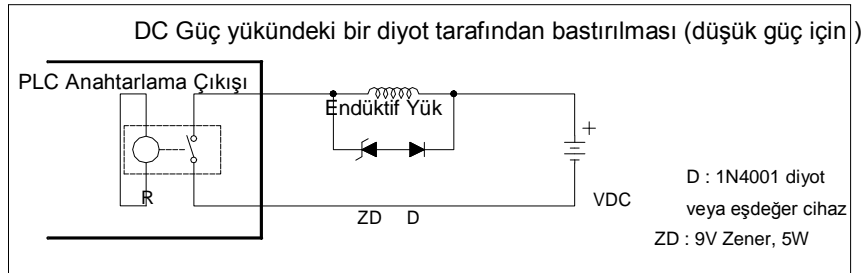 DC Güç yükündeki bir diyot tarafından bastırılması (düşük güç için )
PLC Anahtarlama Çıkışı
Endüktif Yük
+
R
VDC
ZD D
D : 1N4001 diyot
veya eşdeğer cihaz
ZD : 9V Zener, 5W